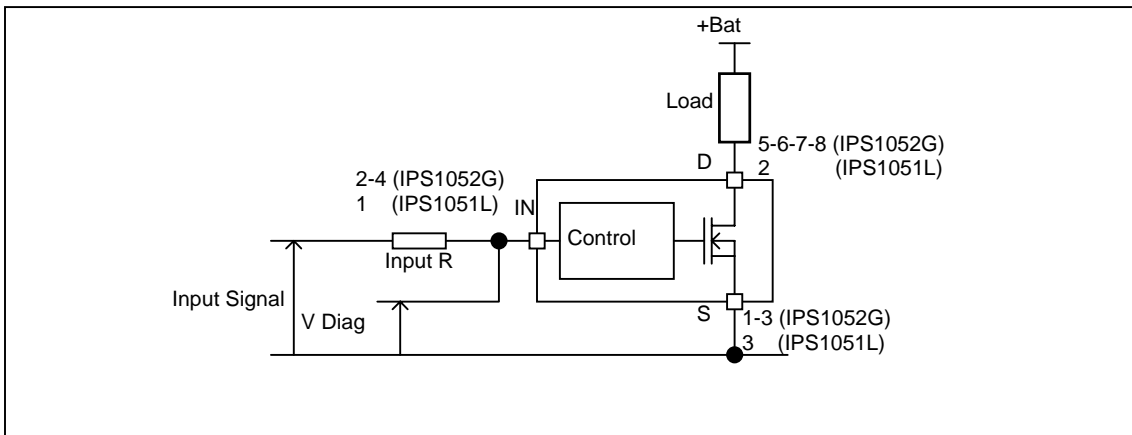 +Bat
Load
5-6-7-8 (IPS1052G)
2 (IPS1051L)
D
2-4 (IPS1052G)
1 (IPS1051L)
IN
Control
Input R
Input Signal
V Diag
S
1-3 (IPS1052G)
3 (IPS1051L)